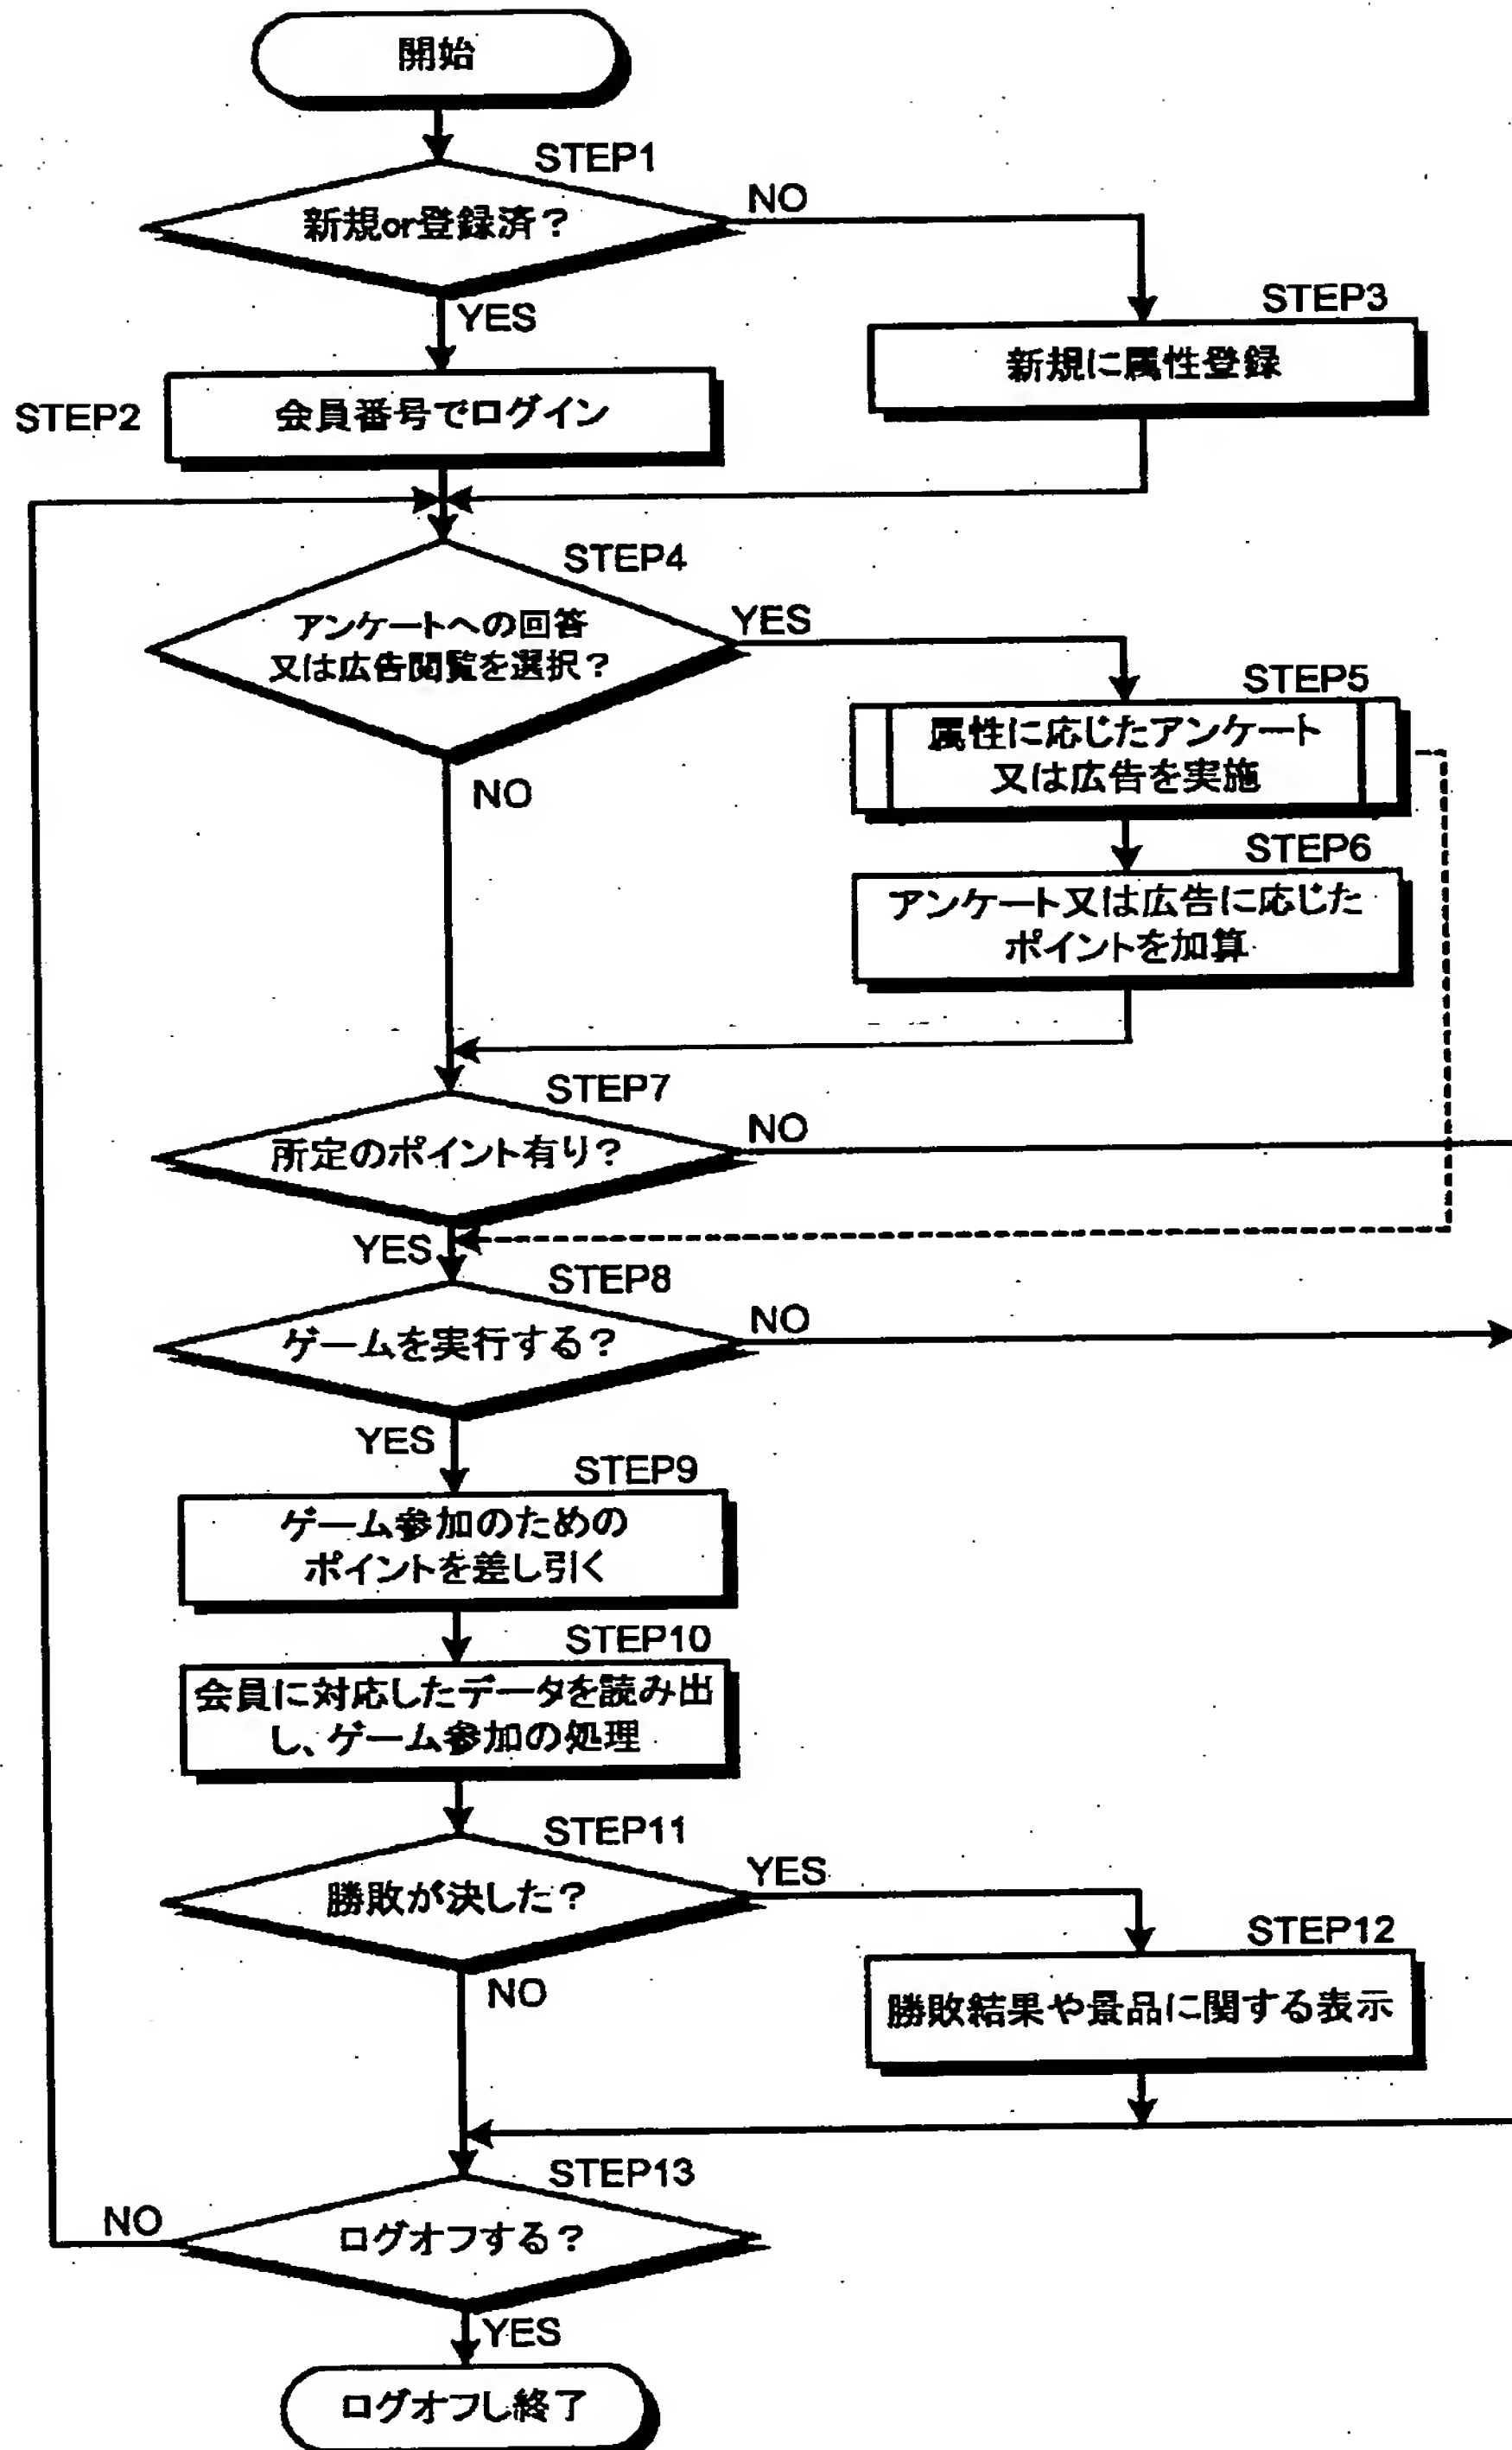 開始
STEP1
新規or登録済？
NO
YES
STEP3
新規に属性登録
STEP2
会員番号でログイン
STEP4
アンケートへの回答
又は広告閲覧を選択？
YES
NO
STEP5
属性に応じたアンケート
又は広告を実施
STEP6
アンケート又は広告に応じた
ポイントを加算
STEP7
所定のポイント有り？
NO
YES
STEP8
ゲームを実行する？
NO
YES
STEP9
ゲーム参加のための
ポイントを差し引く
STEP10
会員に対応したデータを読み出
し、ゲーム参加の処理
STEP11
勝敗が決した？
YES
NO
STEP12
勝敗結果や景品に関する表示
STEP13
ログオフする？
NO
YES
ログオフし終了